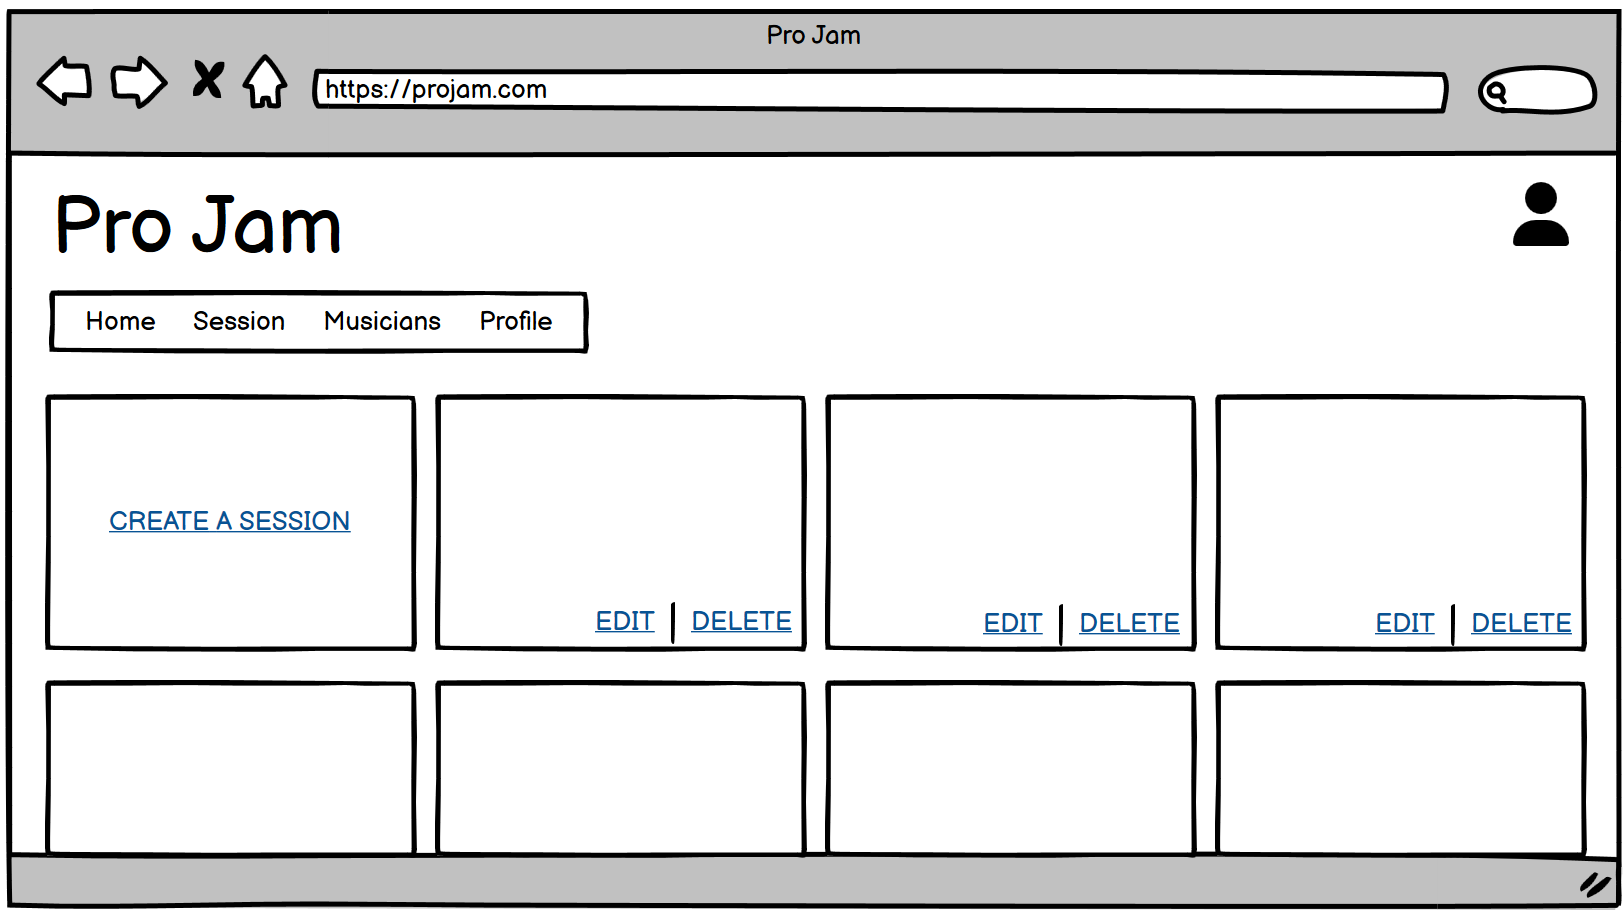 Pro Jam
https://projam.com
Pro Jam
Home Session Musicians Profile
CREATE A SESSION
EDIT | DELETE
EDIT | DELETE
EDIT | DELETE